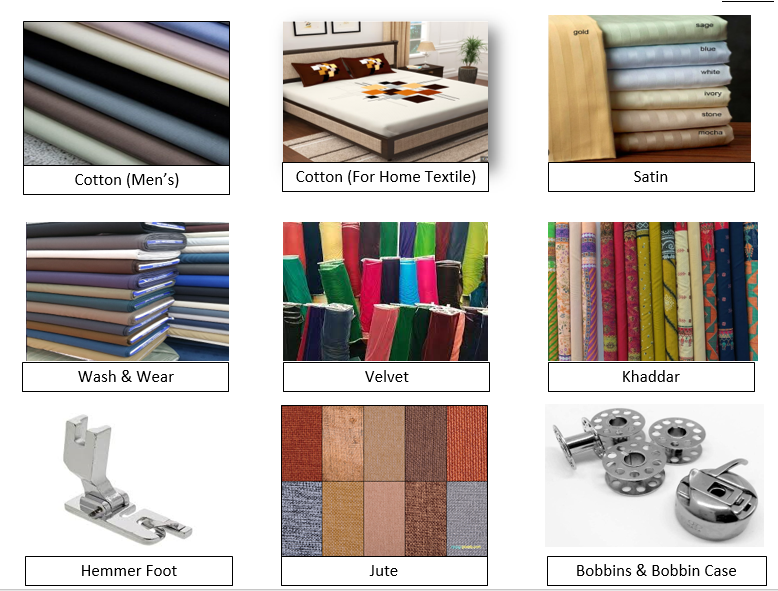 gold
sage
blue
white
ivory
stone
mocha
Cotton (Men’s)
Cotton (For Home Textile)
Satin
Wash & Wear
Velvet
Khaddar
Hemmer Foot
Jute
Bobbins & Bobbin Case